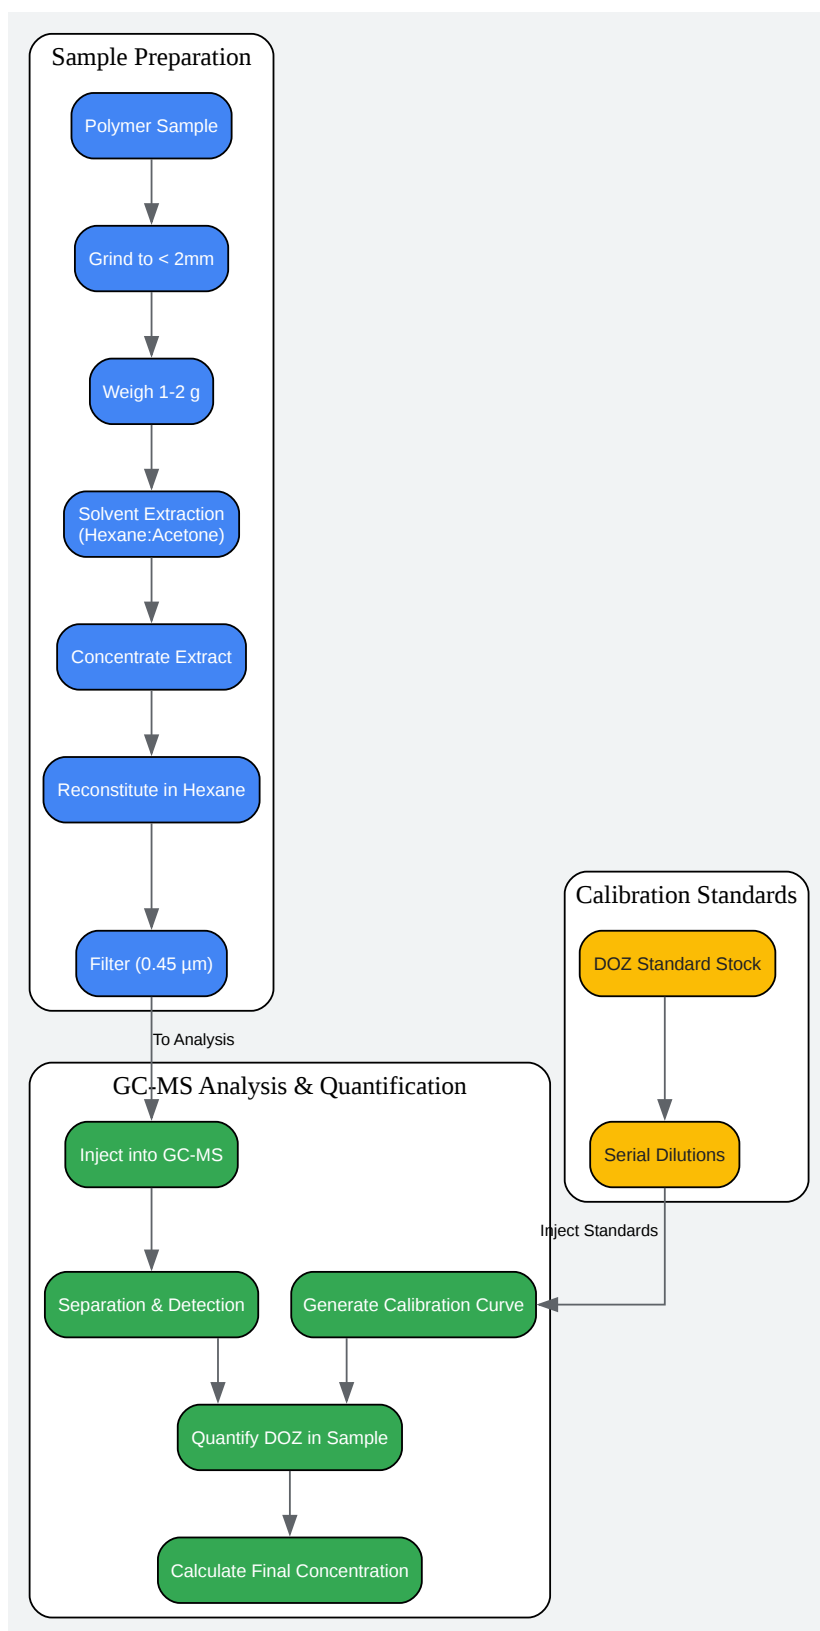 Sample Preparation
Polymer Sample
Grind to < 2mm
Weigh 1-2 g
Solvent Extraction
(Hexane:Acetone)
Concentrate Extract
Reconstitute in Hexane
Filter (0.45 µm)
To Analysis
Calibration Standards
DOZ Standard Stock
Serial Dilutions
Inject Standards
GC-MS Analysis & Quantification
Inject into GC-MS
Separation & Detection
Generate Calibration Curve
Quantify DOZ in Sample
Calculate Final Concentration